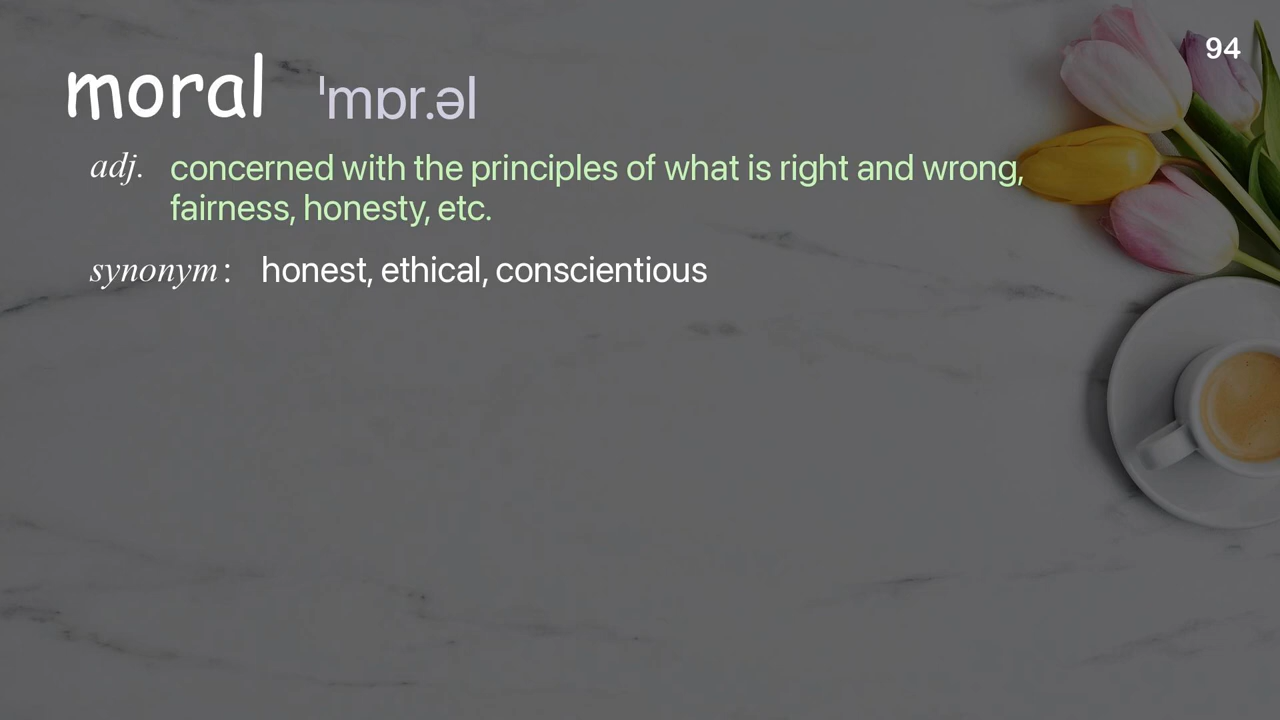 94
moral ˈmɒr.əl
adj. concerned with the principles of what is right and wrong,
fairness, honesty, etc.
synonym: honest, ethical, conscientious